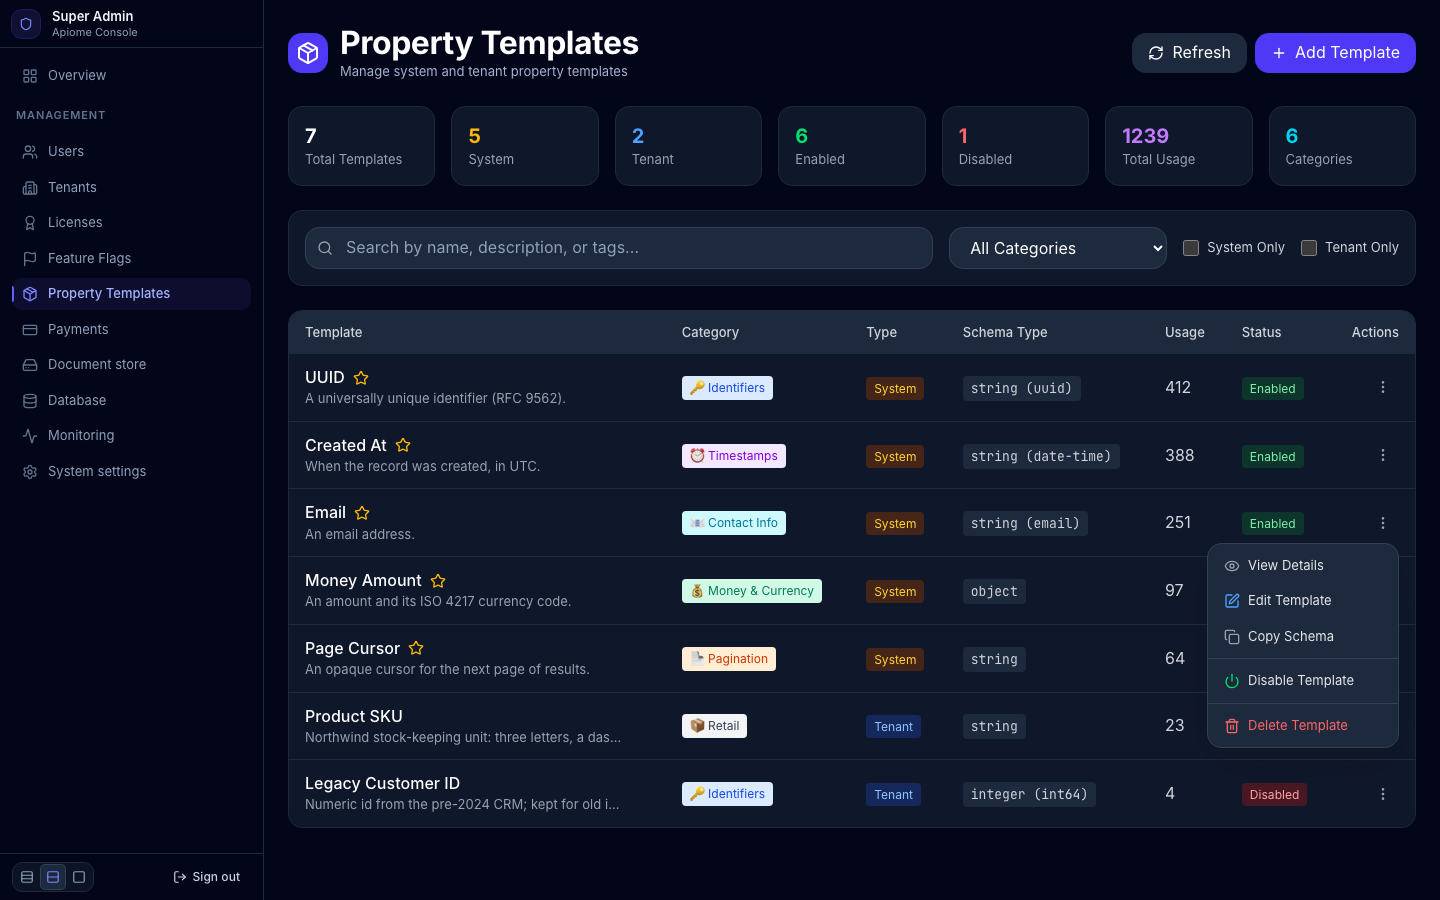 Super Admin
Apiome Console
Overview
MANAGEMENT
Users
Tenants
Licenses
Feature Flags
Property Templates
Payments
Document store
Database
Monitoring
System settings
Sign out
Property Templates
Manage system and tenant property templates
Refresh
Add Template
7
Total Templates
5
System
2
Tenant
6
Enabled
1
Disabled
1239
Total Usage
6
Categories
Search by name, description, or tags...
All Categories
System Only
Tenant Only
Template Category Type Schema Type Usage Status Actions
UUID
A universally unique identifier (RFC 9562).
Identifiers System string (uuid) 412 Enabled
Created At
When the record was created, in UTC.
Timestamps System string (date-time) 388 Enabled
Email
An email address.
Contact Info System string (email) 251 Enabled
Money Amount
An amount and its ISO 4217 currency code.
Money & Currency System object 97
Page Cursor
An opaque cursor for the next page of results.
Pagination System string 64
Product SKU
Northwind stock-keeping unit: three letters, a das...
Retail Tenant string 23
Legacy Customer ID
Numeric id from the pre-2024 CRM; kept for old i...
Identifiers Tenant integer (int64) 4 Disabled
View Details
Edit Template
Copy Schema
Disable Template
Delete Template